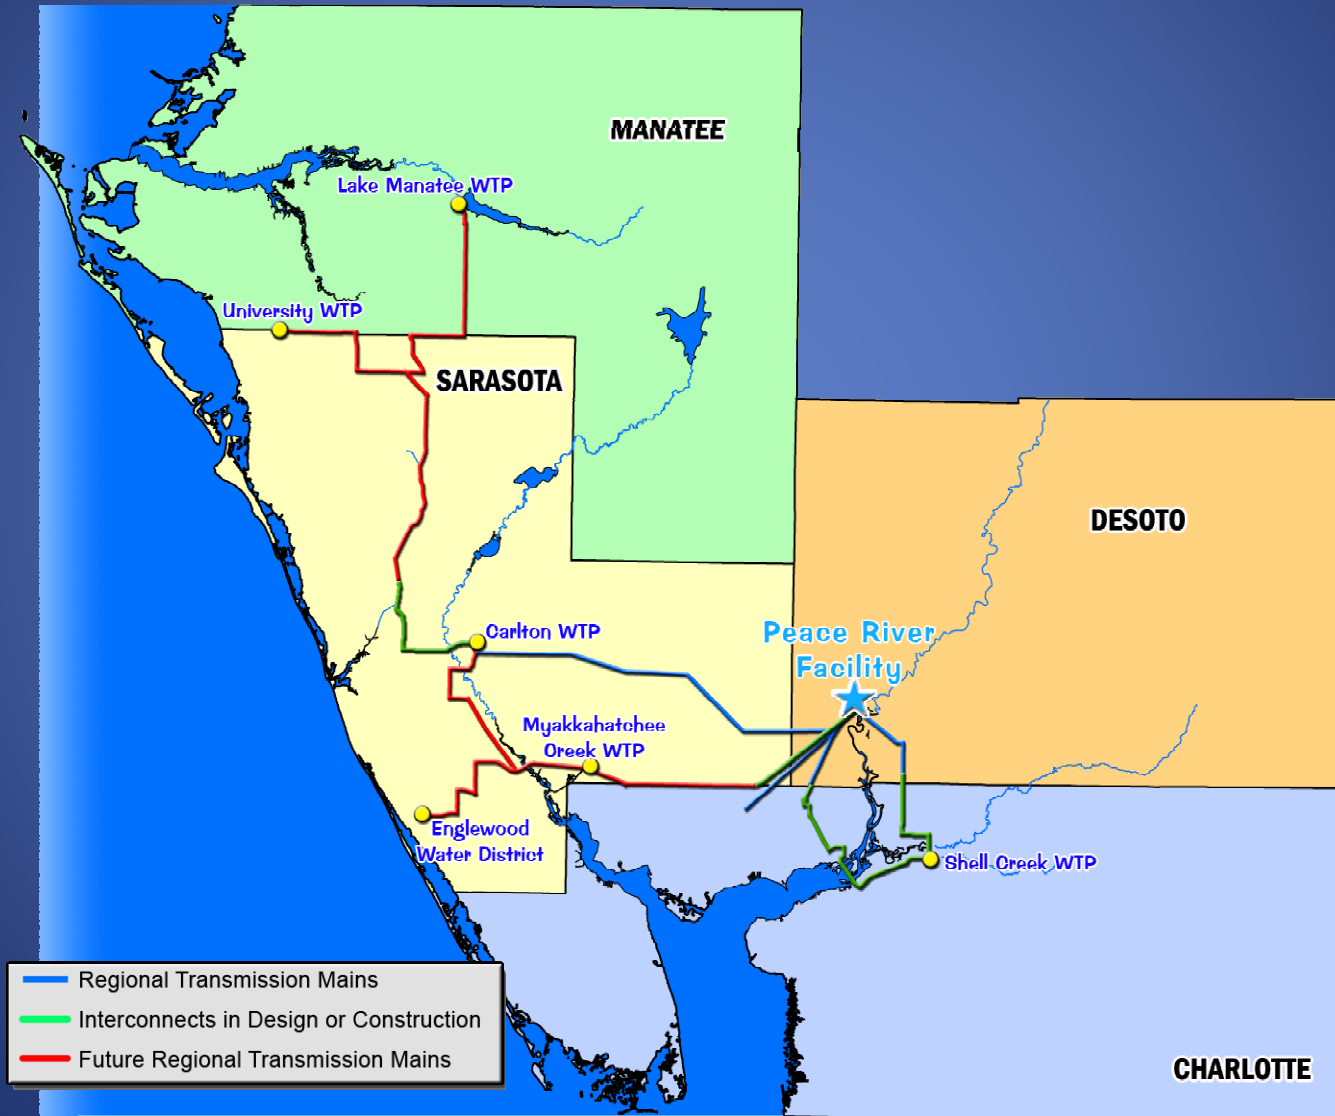 MANATEE
Lake Manatee WTP
University WTP
SARASOTA
DESOTO
Carlton WTP
Peace River
Facility
Myakkahatchee
Creek WTP
Englewood
Water District
Shell Creek WTP
Regional Transmission Mains
Interconnects in Design or Construction
Future Regional Transmission Mains
CHARLOTTE